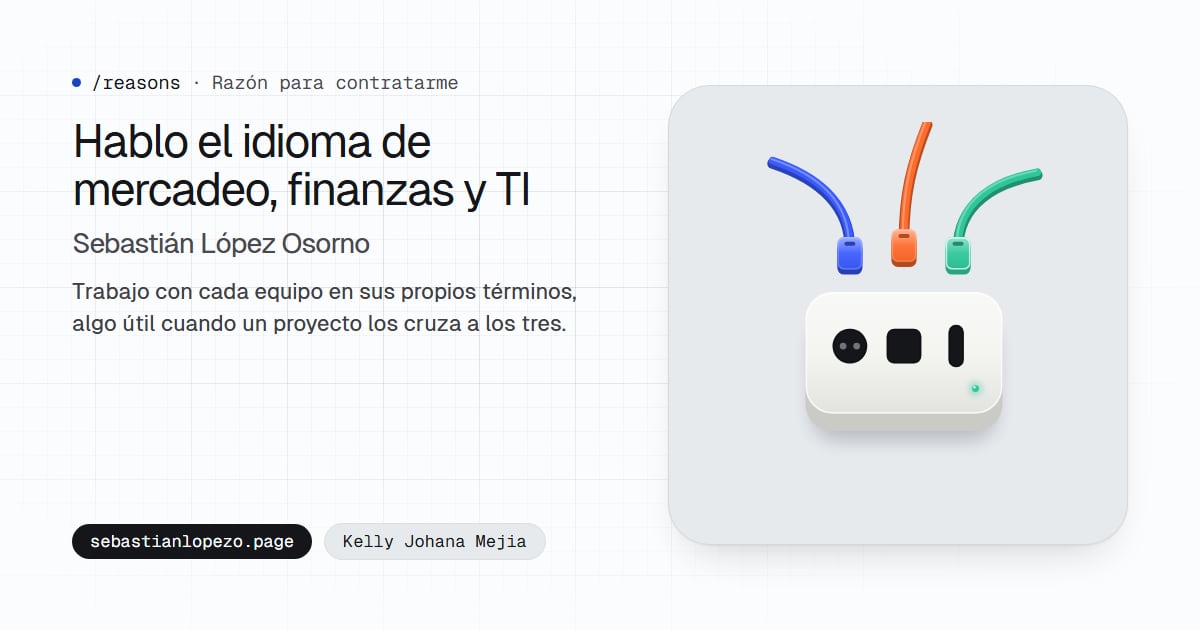 /reasons · Razón para contratarme
Hablo el idioma de
mercadeo, finanzas y TI
Sebastián López Osorno
Trabajo con cada equipo en sus propios términos,
algo útil cuando un proyecto los cruza a los tres.
sebastianlopezo.page
Kelly Johana Mejia